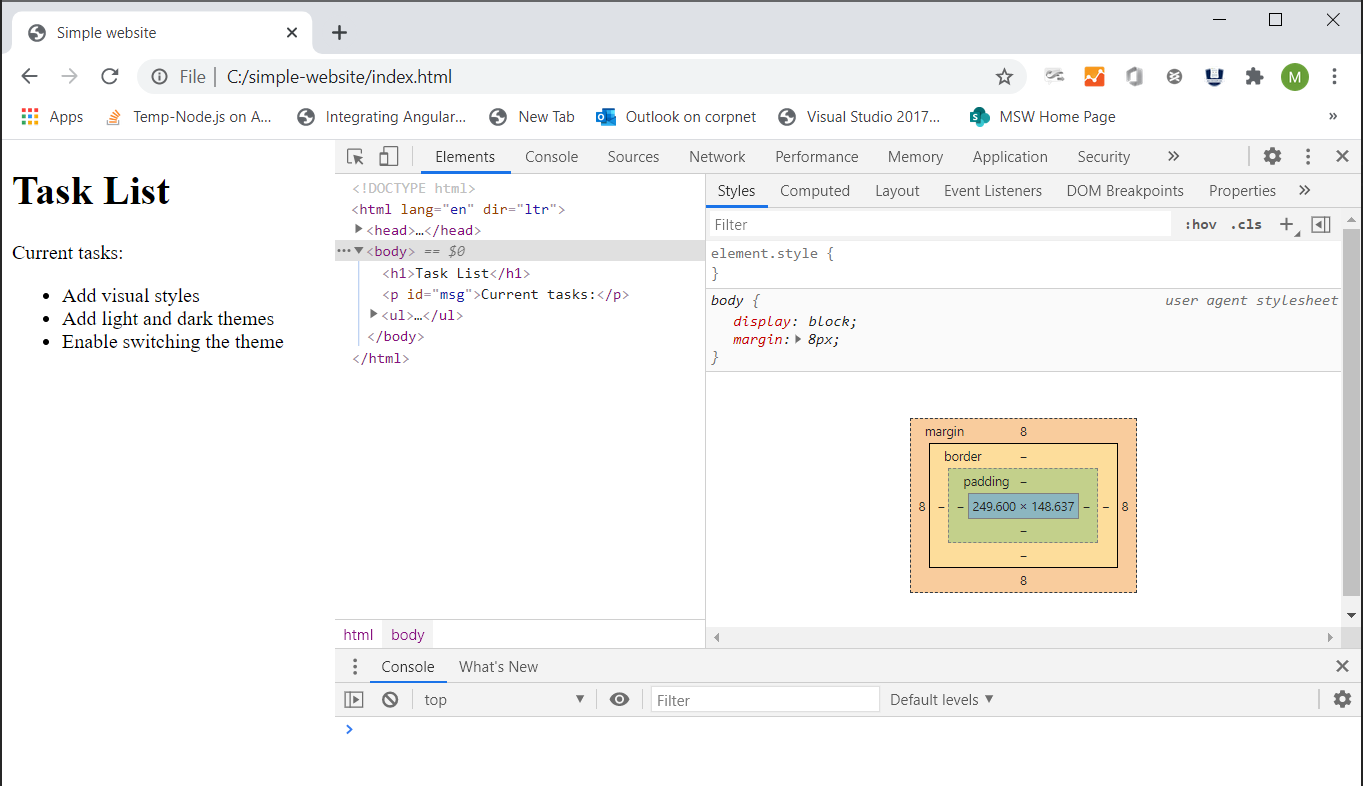 Simple website
File | C:/simple-website/index.html
M
Apps Temp-Node.js on A... Integrating Angular... New Tab Outlook on corpnet Visual Studio 2017... MSW Home Page »
Task List
Current tasks:
• Add visual styles
• Add light and dark themes
• Enable switching the theme
Elements Console Sources Network Performance Memory Application Security »
<!DOCTYPE html>
<html lang="en" dir="ltr">
<head>…</head>
<body> == $0
<h1>Task List</h1>
<p id="msg">Current tasks:</p>
<ul>…</ul>
</body>
</html>
html body
Styles Computed Layout Event Listeners DOM Breakpoints Properties »
Filter :hov .cls +
element.style {
}
body { user agent stylesheet
display: block;
margin: 8px;
}
margin 8
border –
padding –
8 – – 249.600 × 148.637 – – 8
–
–
8
Console What's New
top Filter Default levels